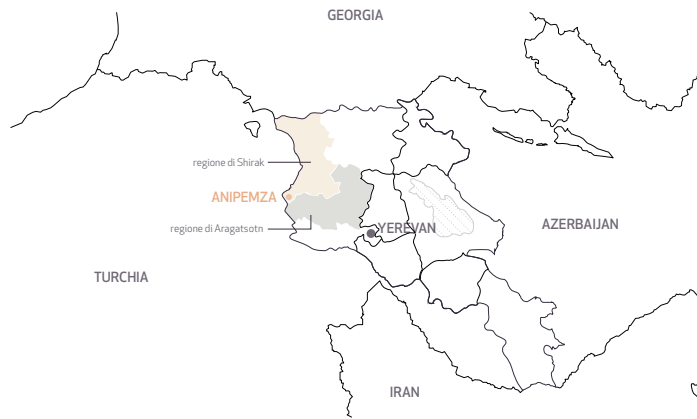 GEORGIA
regione di Shirak
ANIPEMZA
regione di Aragatsotn
YEREVAN
AZERBAIJAN
TURCHIA
IRAN